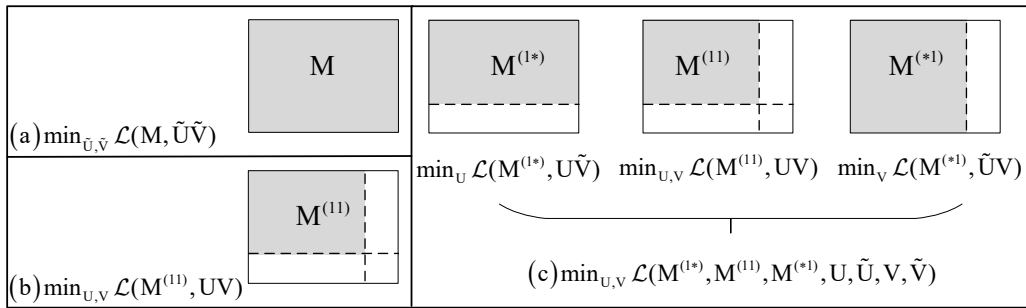 M
(a) min_{Ũ,Ṽ} ℒ(M, ŨṼ)
M^{(11)}
(b) min_{U,V} ℒ(M^{(11)}, UV)
M^{(1*)} M^{(11)} M^{(*1)}
min_U ℒ(M^{(1*)}, UṼ) min_{U,V} ℒ(M^{(11)}, UV) min_V ℒ(M^{(*1)}, ŨV)
(c) min_{U,V} ℒ(M^{(1*)}, M^{(11)}, M^{(*1)}, U, Ũ, V, Ṽ)